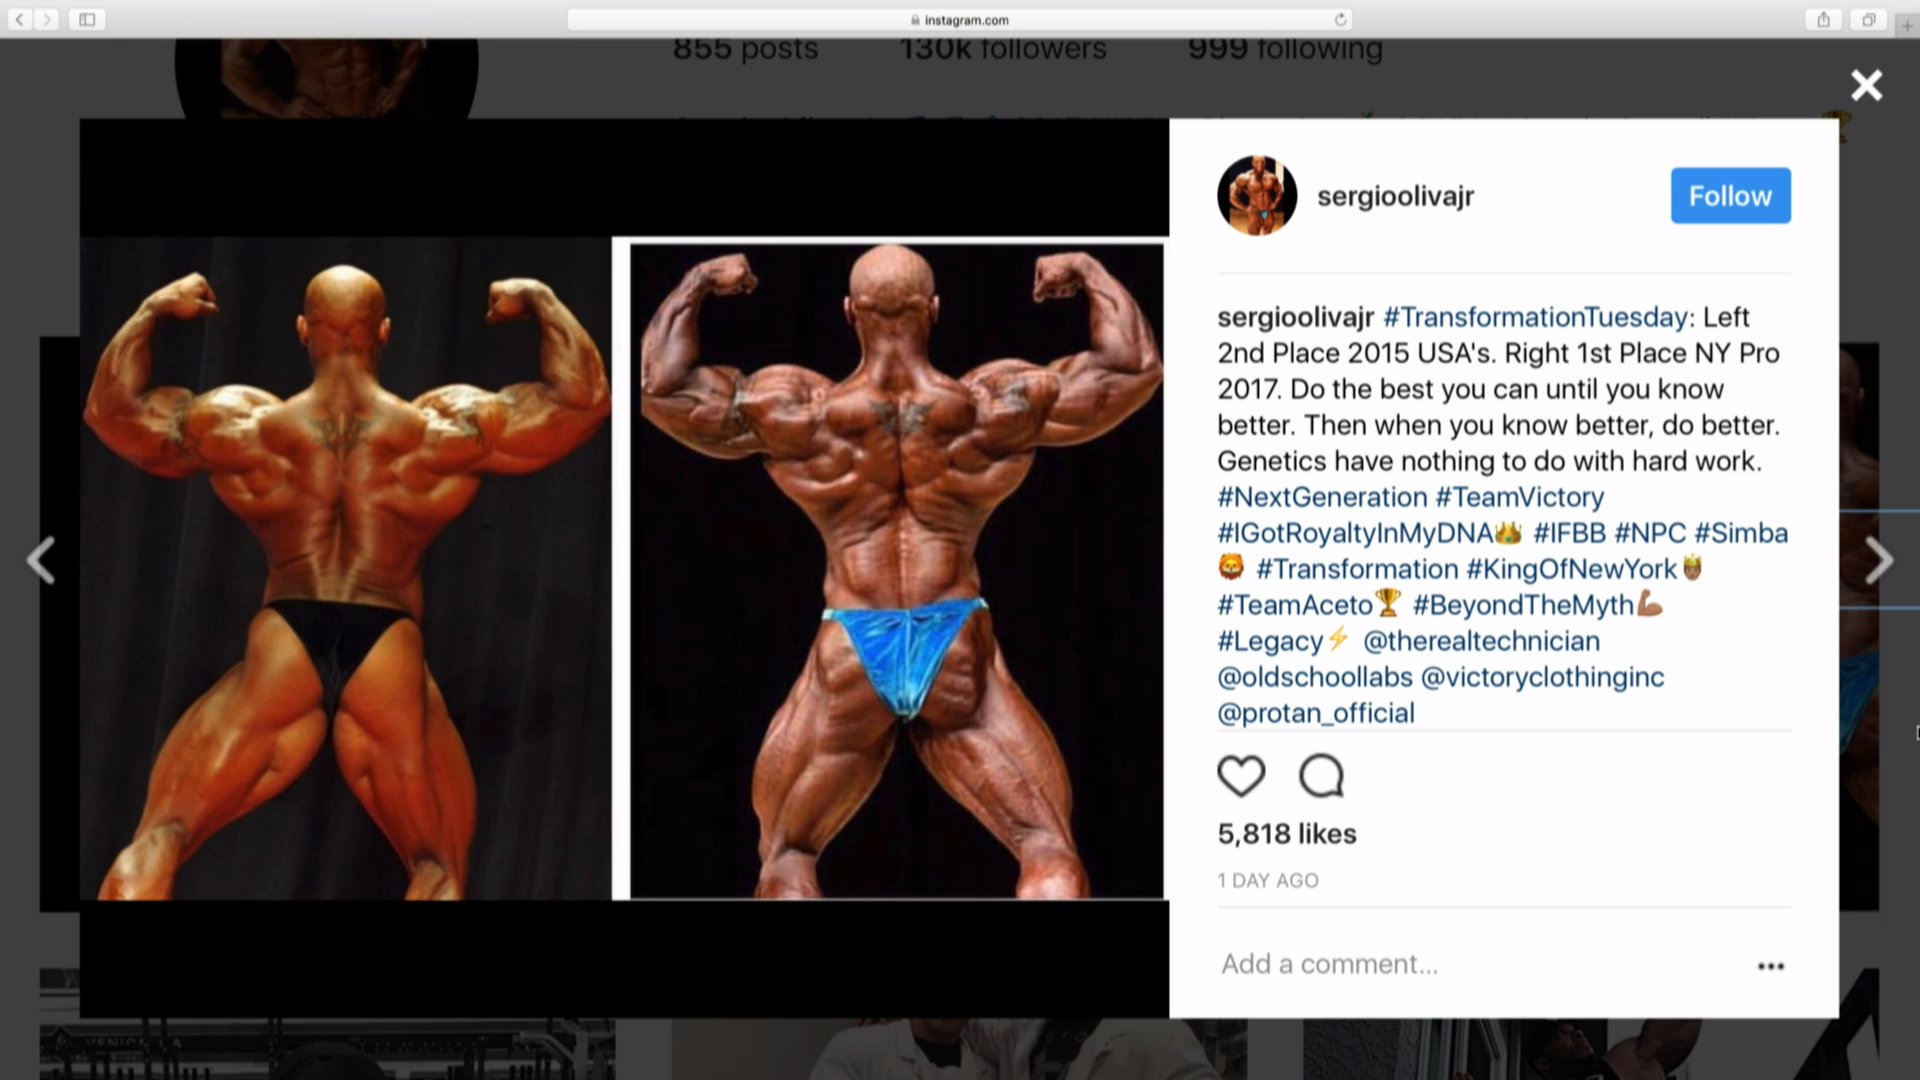 instagram.com
855 posts 130k followers 999 following
sergioolivajr Follow
sergioolivajr #TransformationTuesday: Left
2nd Place 2015 USA's. Right 1st Place NY Pro
2017. Do the best you can until you know
better. Then when you know better, do better.
Genetics have nothing to do with hard work.
#NextGeneration #TeamVictory
#IGotRoyaltyInMyDNA👑 #IFBB #NPC #Simba
🦁 #Transformation #KingOfNewYork🤴🏽
#TeamAceto🏆 #BeyondTheMyth💪🏽
#Legacy⚡ @therealtechnician
@oldschoollabs @victoryclothinginc
@protan_official
5,818 likes
1 DAY AGO
Add a comment...